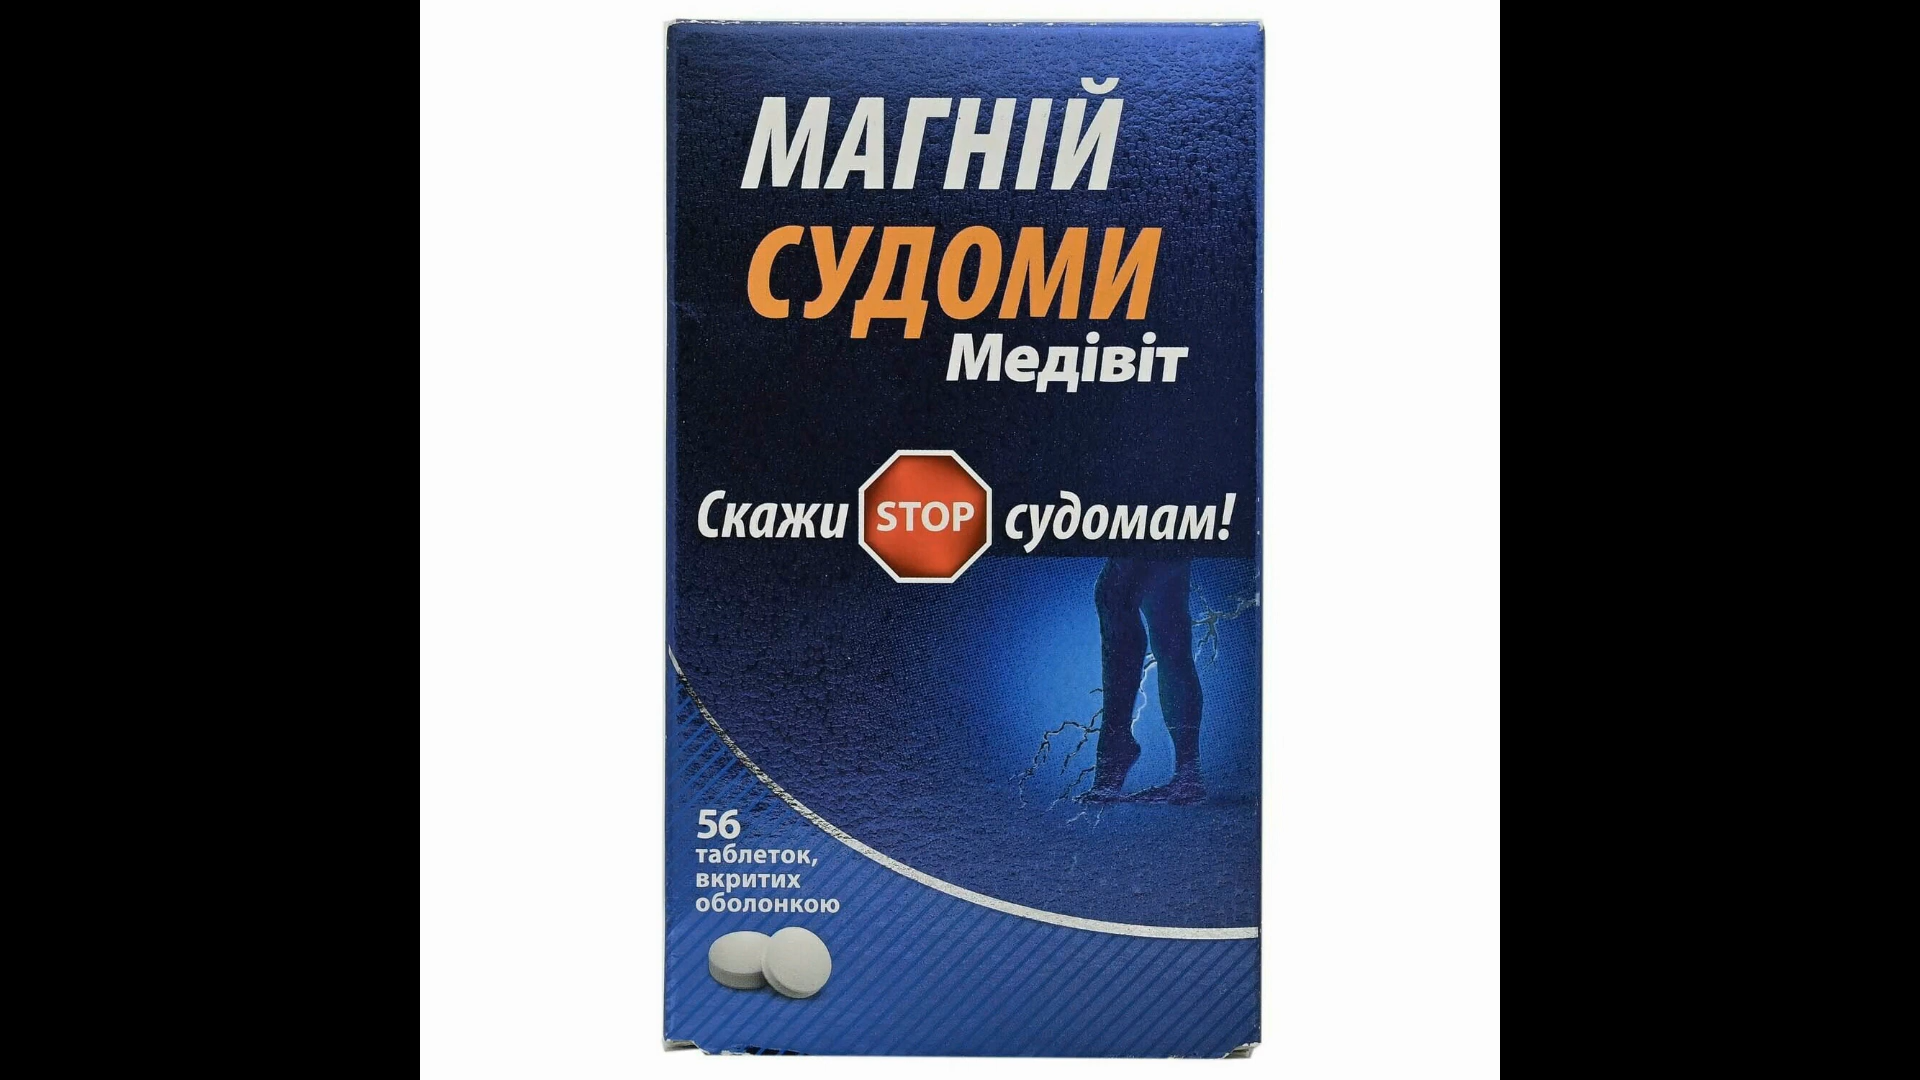 МАГНІЙ
СУДОМИ
Медівіт
Скажи STOP судомам!
56
таблеток,
вкритих
оболонкою